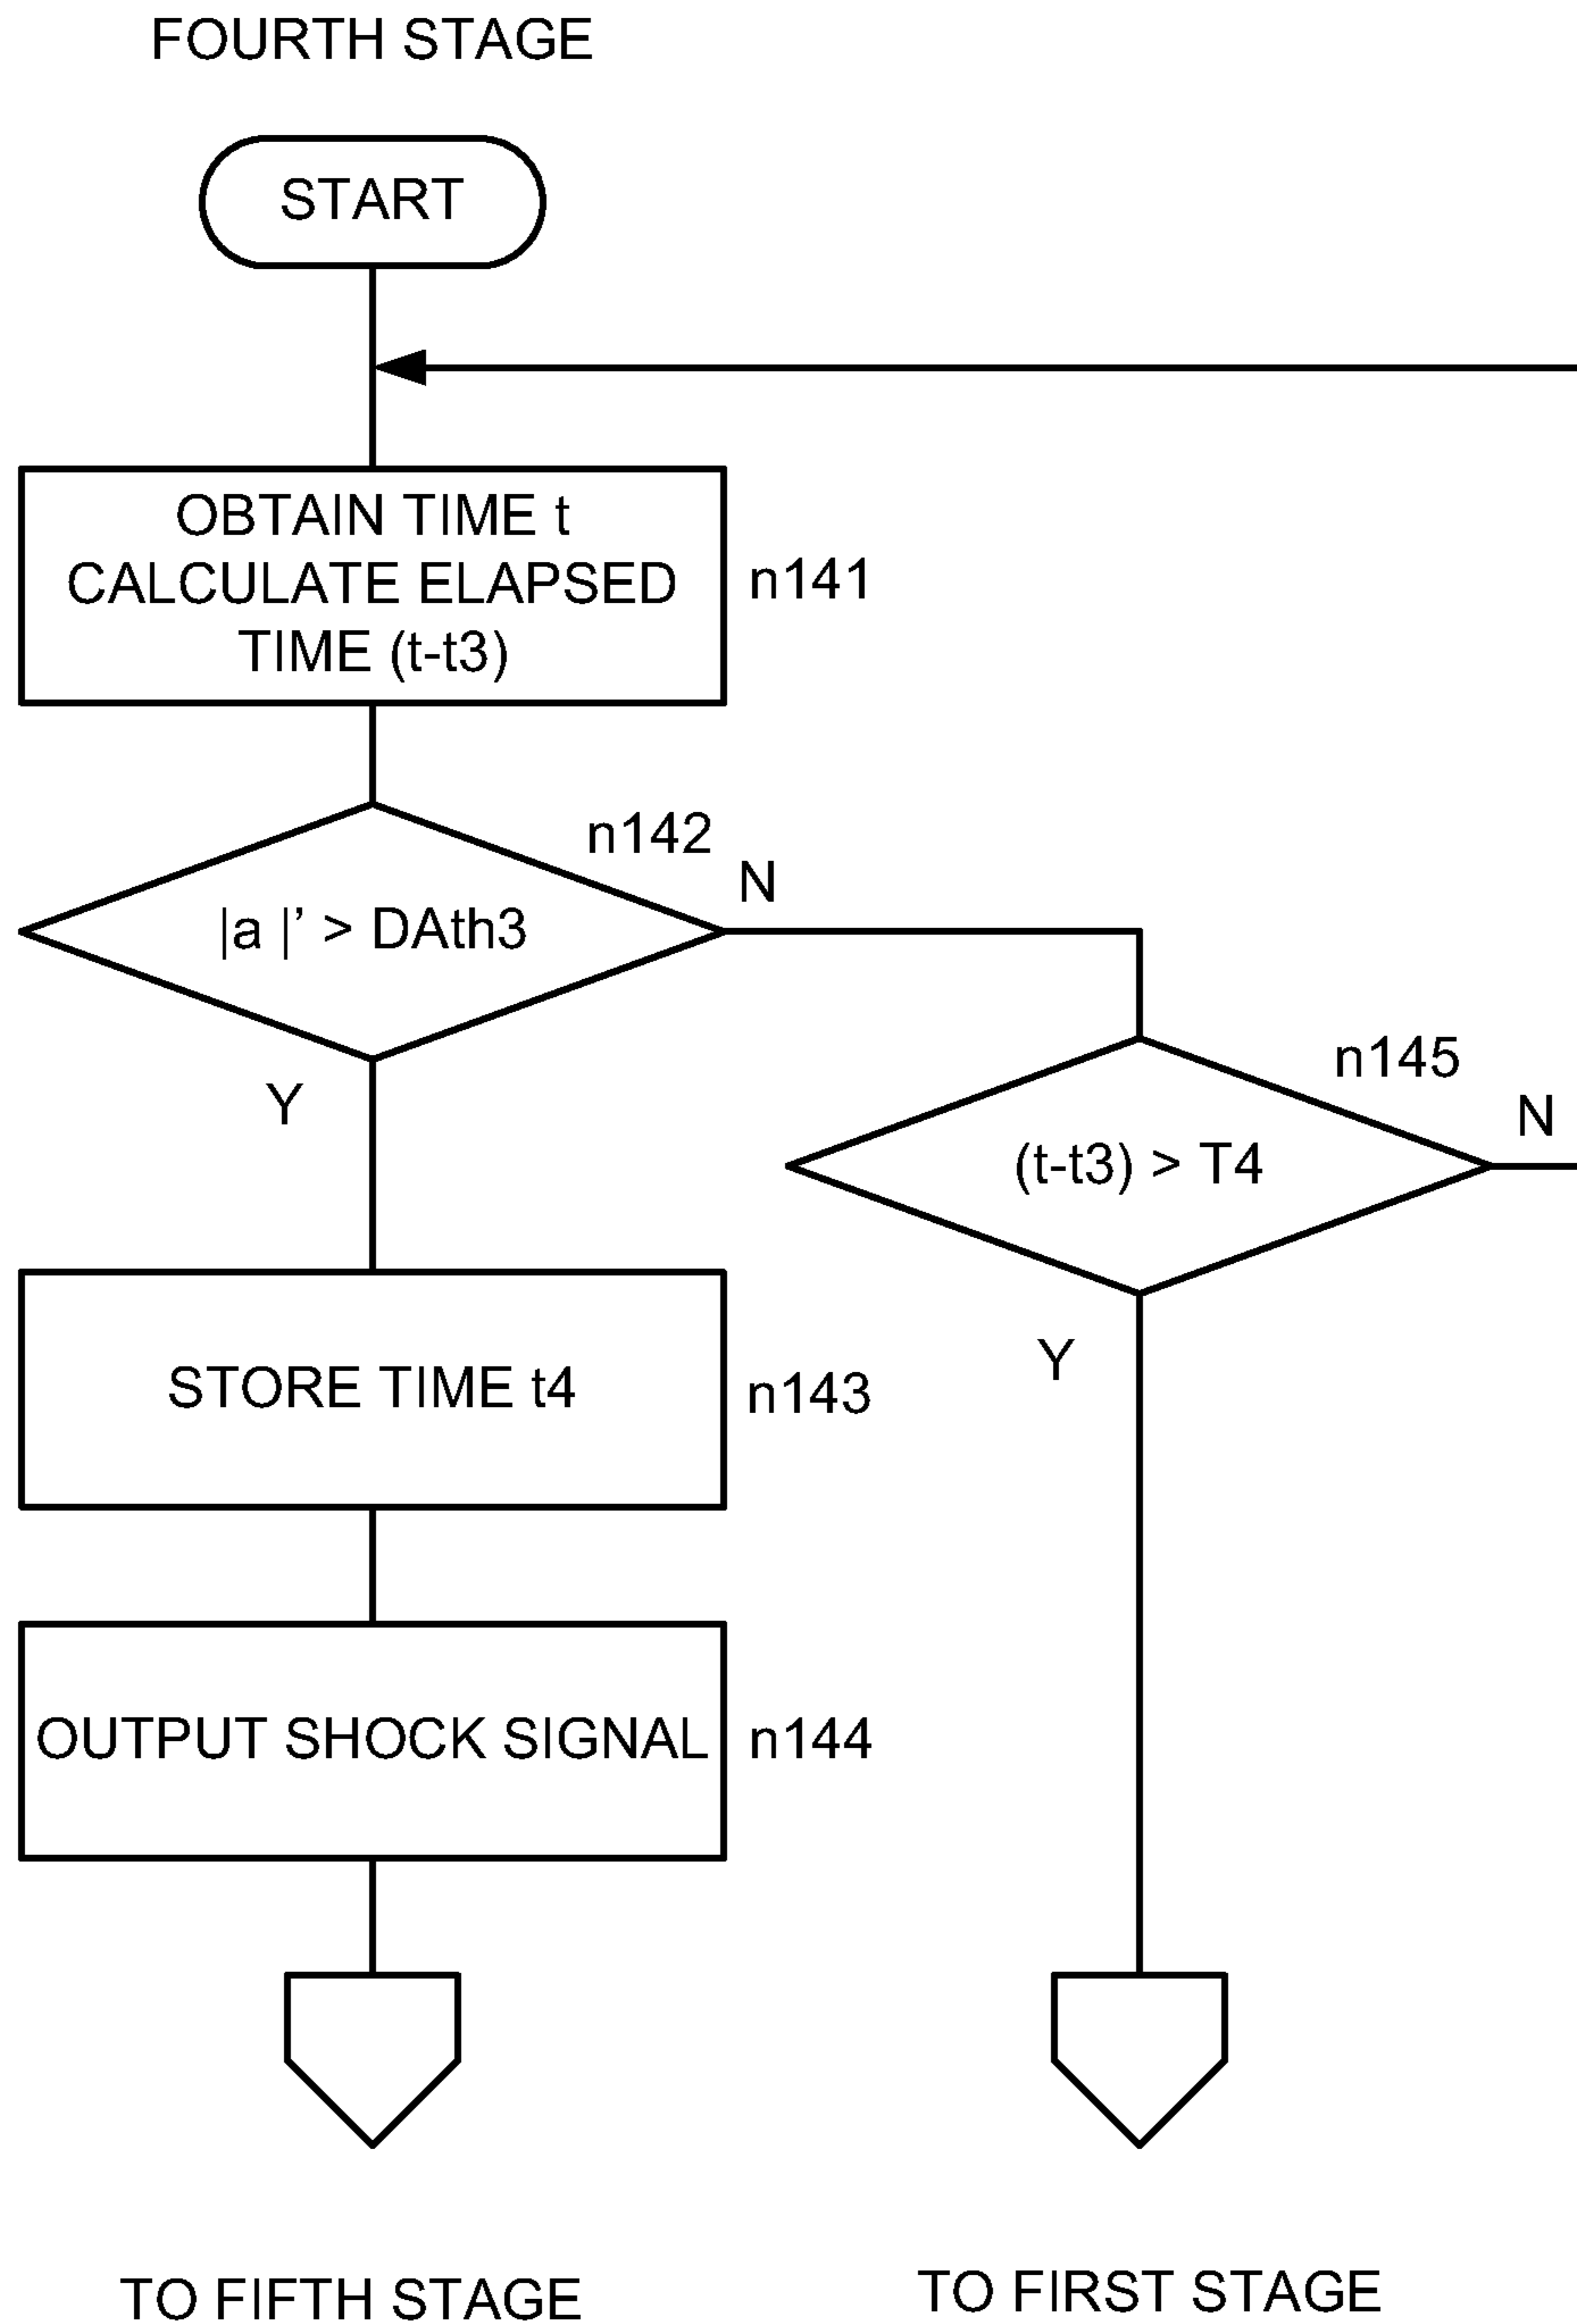 FOURTH STAGE
START
OBTAIN TIME t
CALCULATE ELAPSED
TIME (t-t3)
n141
n142
N
|a |’ > DAth3
Y
n145
N
(t-t3) > T4
Y
STORE TIME t4
n143
OUTPUT SHOCK SIGNAL
n144
TO FIFTH STAGE
TO FIRST STAGE